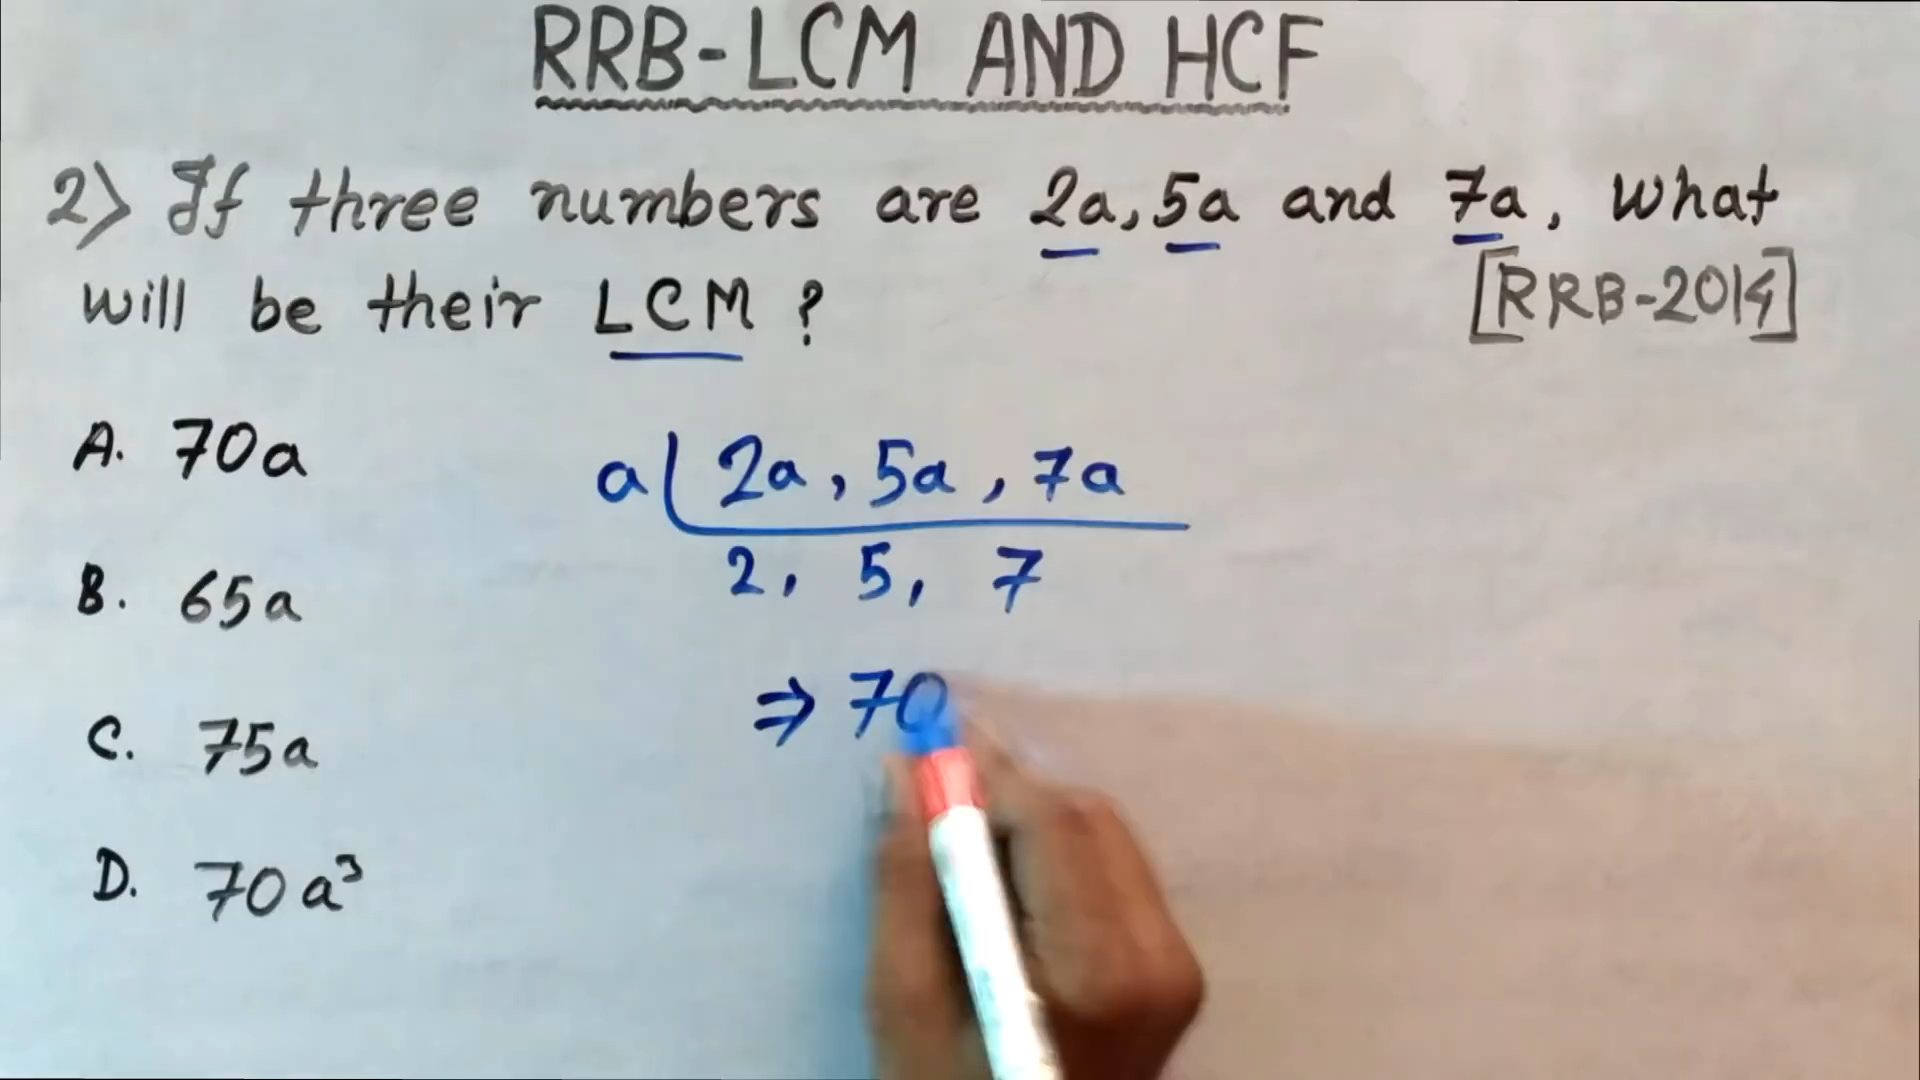 RRB-LCM AND HCF
2> If three numbers are 2a, 5a and 7a, what
will be their LCM ? [RRB-2014]
A. 70a
B. 65a
C. 75a
D. 70a³
a 2a, 5a, 7a
2, 5, 7
⇒ 70